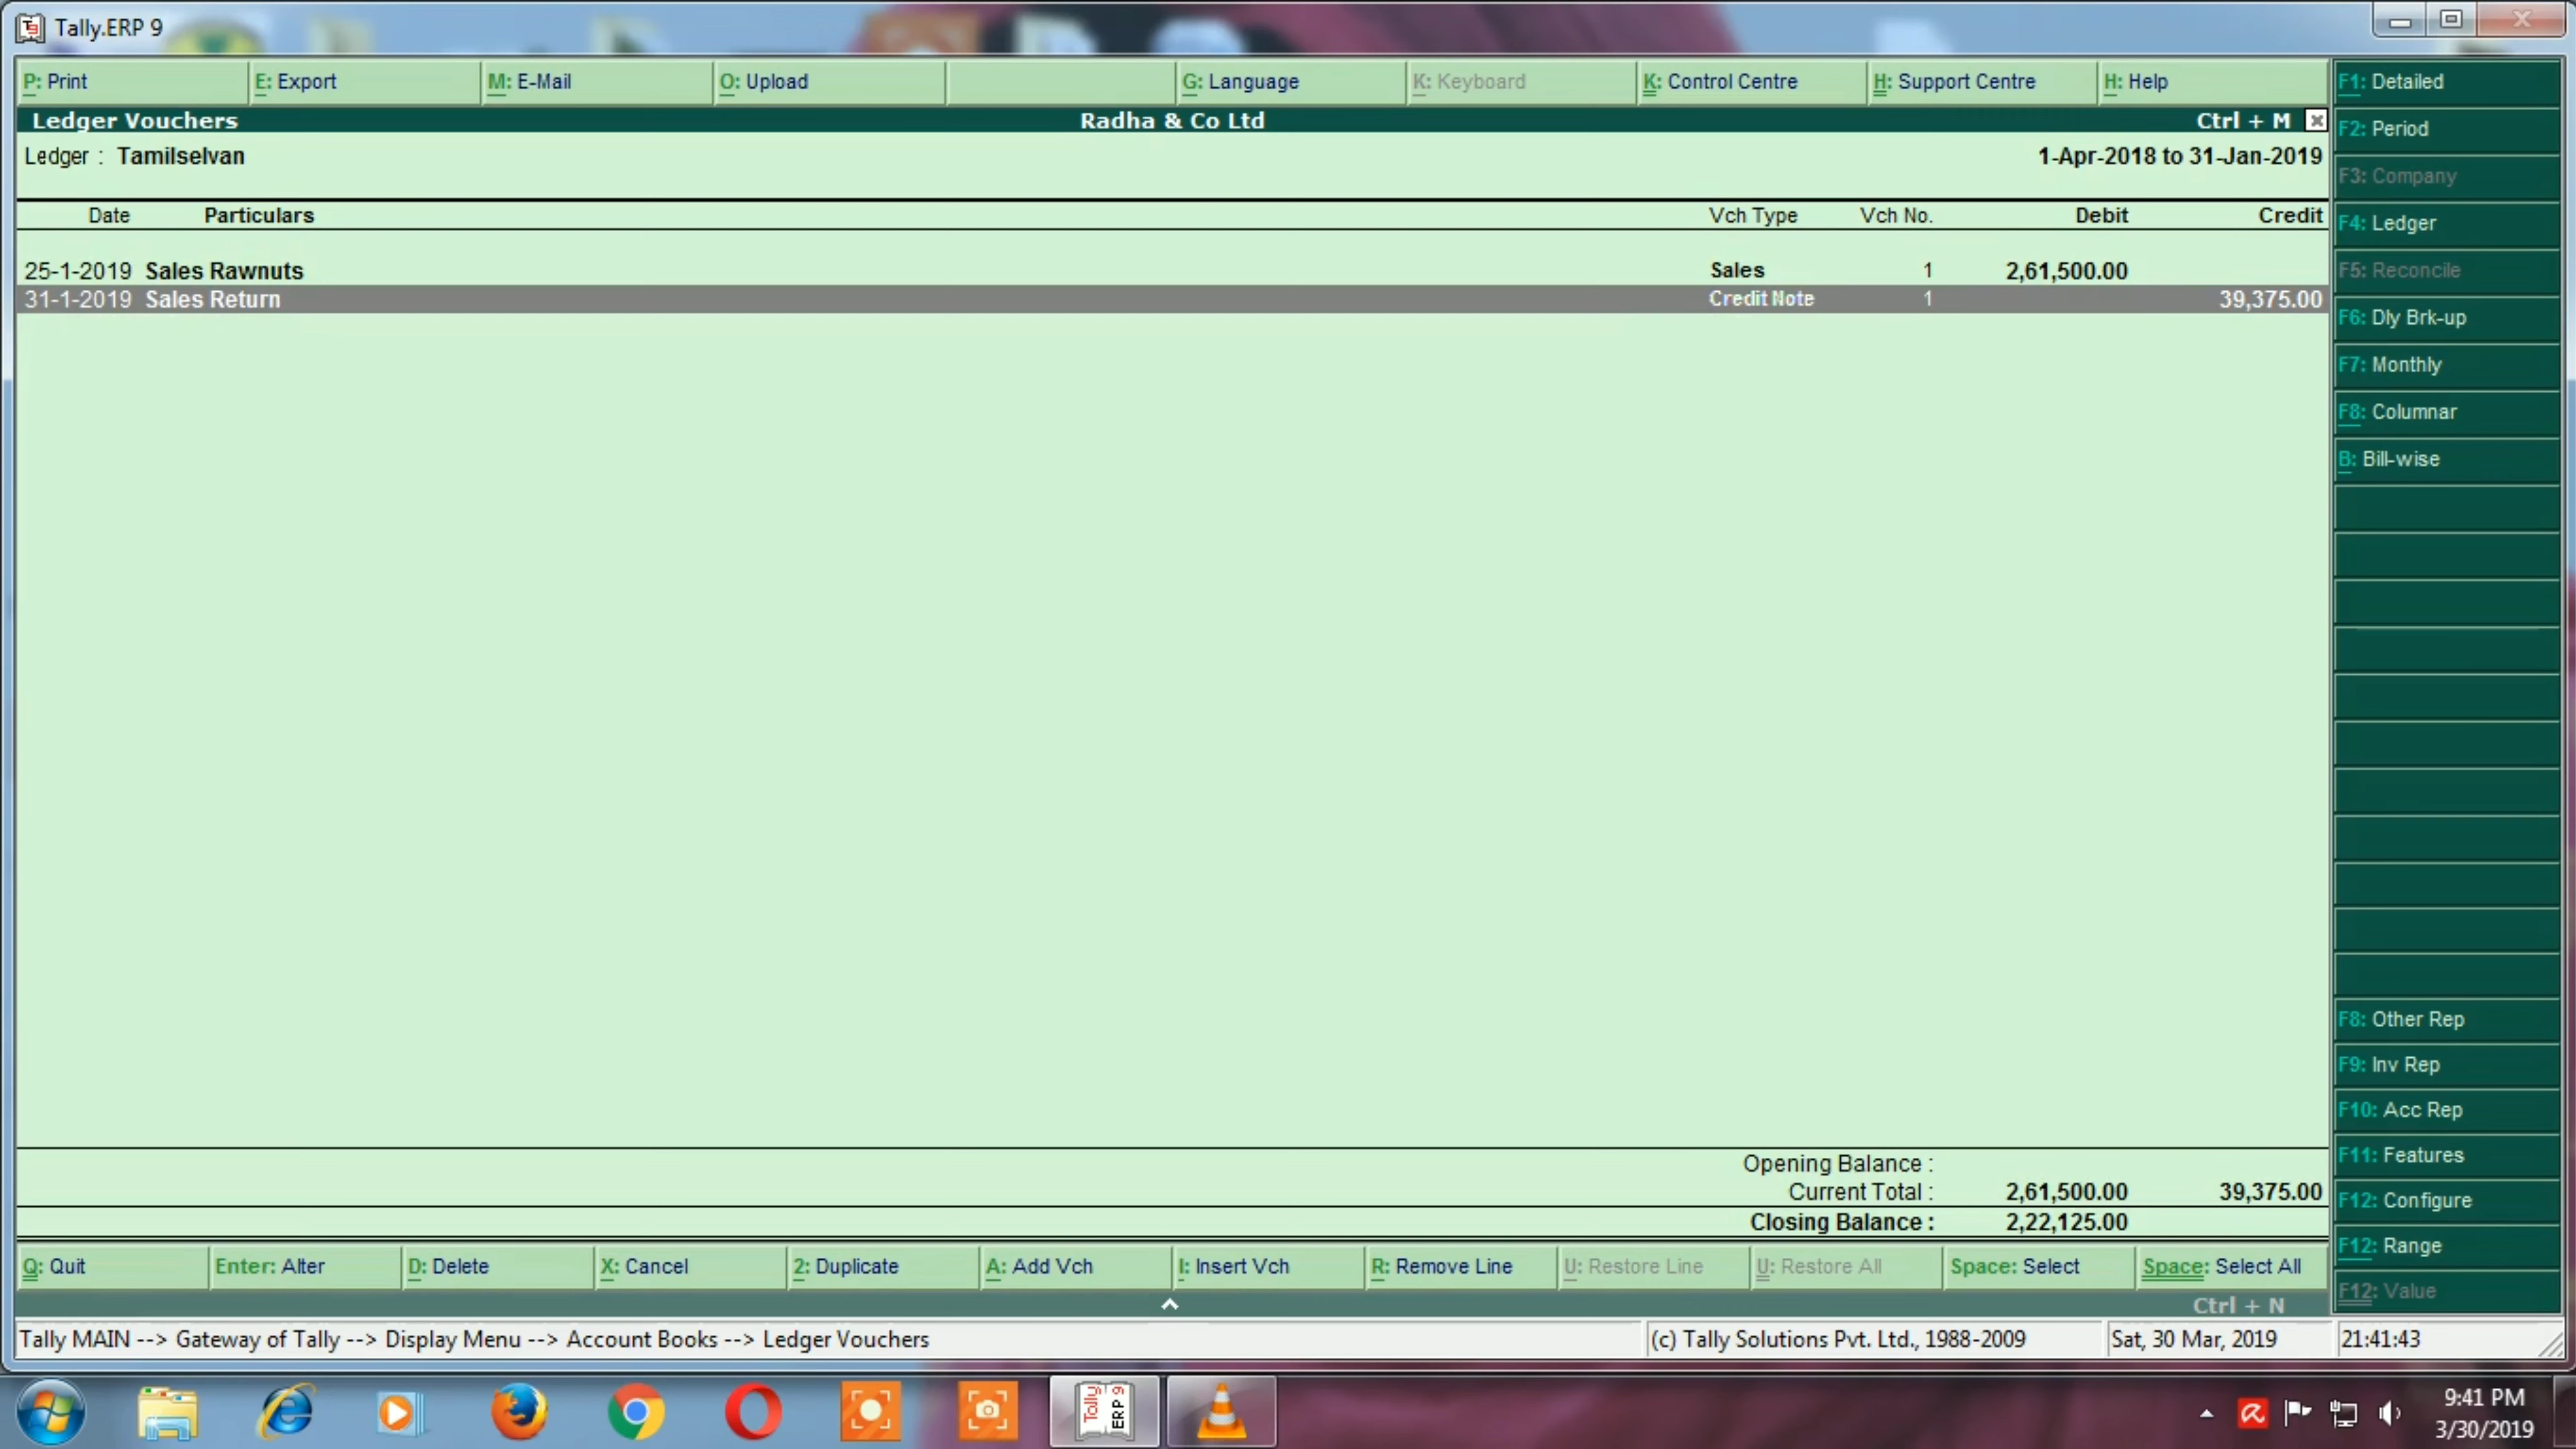 Tally.ERP 9
P: Print E: Export M: E-Mail O: Upload G: Language K: Keyboard K: Control Centre H: Support Centre H: Help
Ledger Vouchers Radha & Co Ltd Ctrl + M
Ledger : Tamilselvan 1-Apr-2018 to 31-Jan-2019
Date Particulars Vch Type Vch No. Debit Credit
25-1-2019 Sales Rawnuts Sales 1 2,61,500.00
31-1-2019 Sales Return Credit Note 1 39,375.00
Opening Balance :
Current Total : 2,61,500.00 39,375.00
Closing Balance : 2,22,125.00
Q: Quit Enter: Alter D: Delete X: Cancel 2: Duplicate A: Add Vch I: Insert Vch R: Remove Line U: Restore Line U: Restore All Space: Select Space: Select All
Ctrl + N
F1: Detailed
F2: Period
F3: Company
F4: Ledger
F5: Reconcile
F6: Dly Brk-up
F7: Monthly
F8: Columnar
B: Bill-wise
F8: Other Rep
F9: Inv Rep
F10: Acc Rep
F11: Features
F12: Configure
F12: Range
F12: Value
Tally MAIN --> Gateway of Tally --> Display Menu --> Account Books --> Ledger Vouchers (c) Tally Solutions Pvt. Ltd., 1988-2009 Sat, 30 Mar, 2019 21:41:43
Tally ERP 9
9:41 PM
3/30/2019